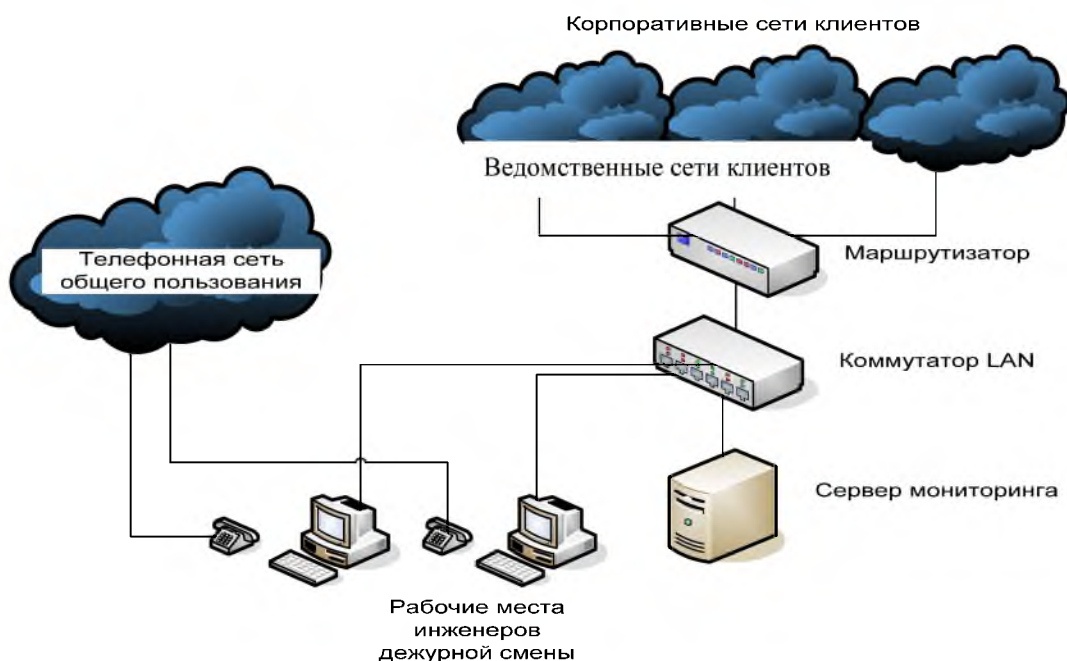 Корпоративные сети клиентов
Ведомственные сети клиентов
Маршрутизатор
Телефонная сеть
общего пользования
Коммутатор LAN
Сервер мониторинга
Рабочие места
инженеров
дежурной смены